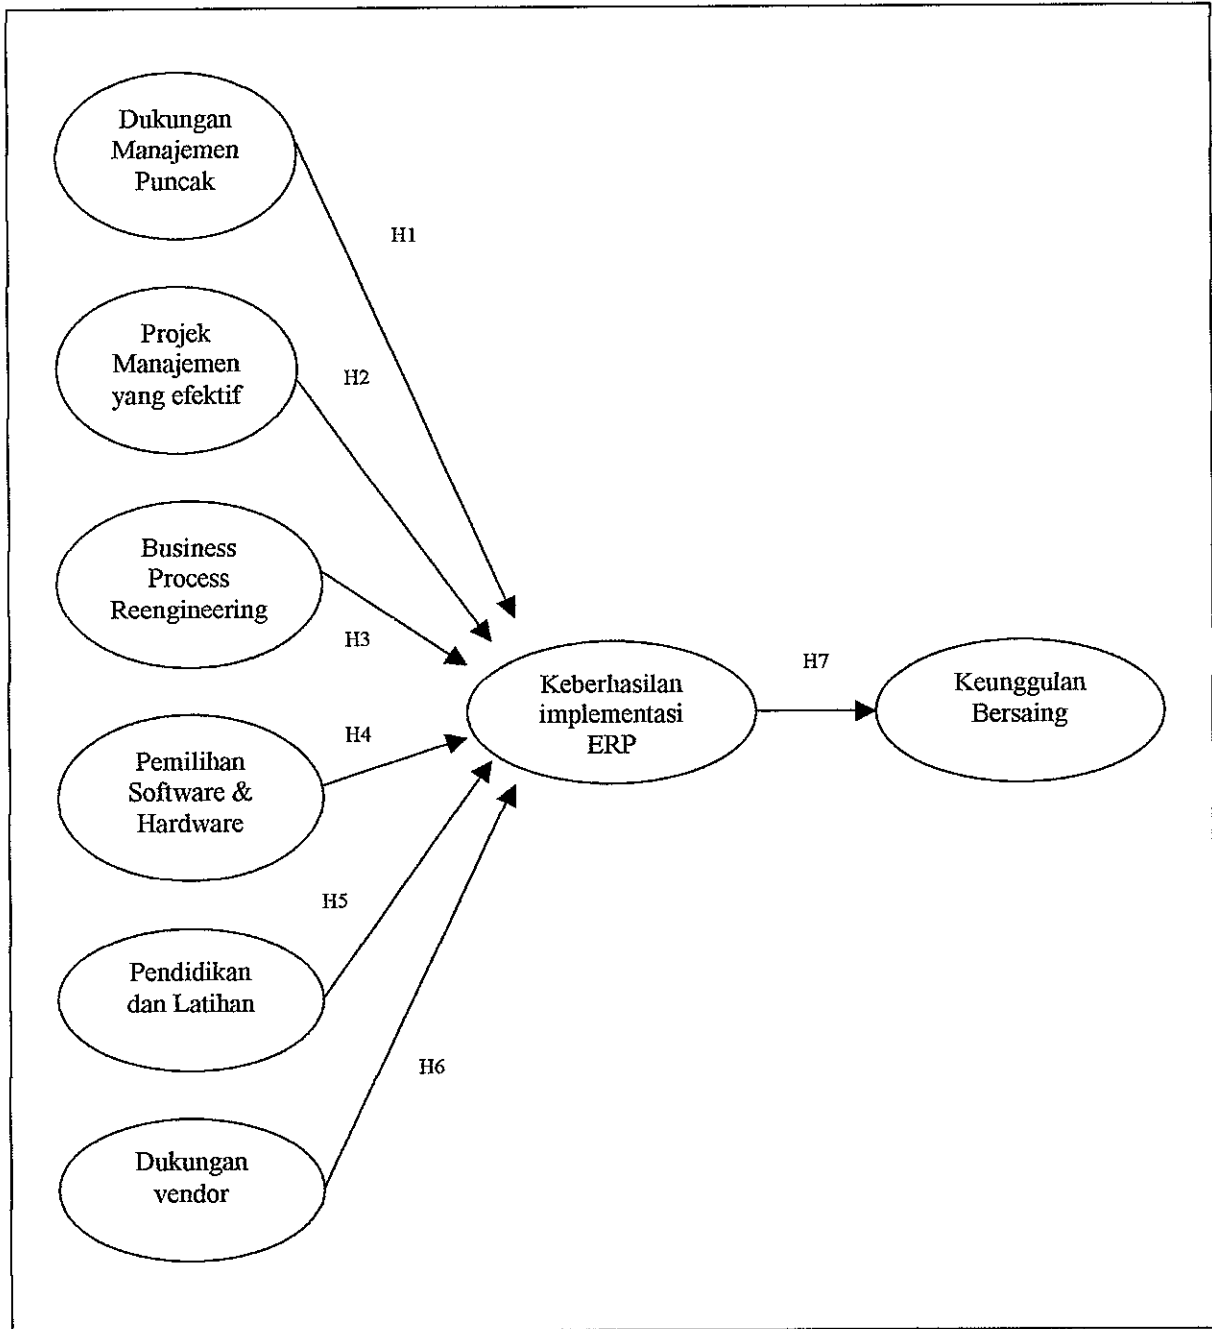 Dukungan
Manajemen
Puncak
H1
Projek
Manajemen
yang efektif
H2
Business
Process
Reengineering
H3
Keberhasilan
implementasi
ERP
H7
Keunggulan
Bersaing
H4
Pemilihan
Software &
Hardware
H5
Pendidikan
dan Latihan
H6
Dukungan
vendor